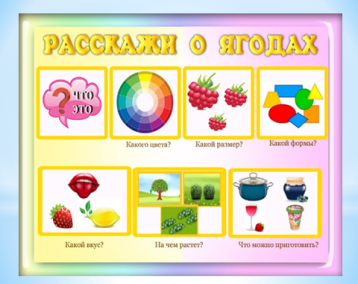 РАССКАЖИ О ЯГОДАХ
ЧТО
ЭТО
Какого цвета?
Какой размер?
Какой формы?
Какой вкус?
На чем растет?
Что можно приготовить?